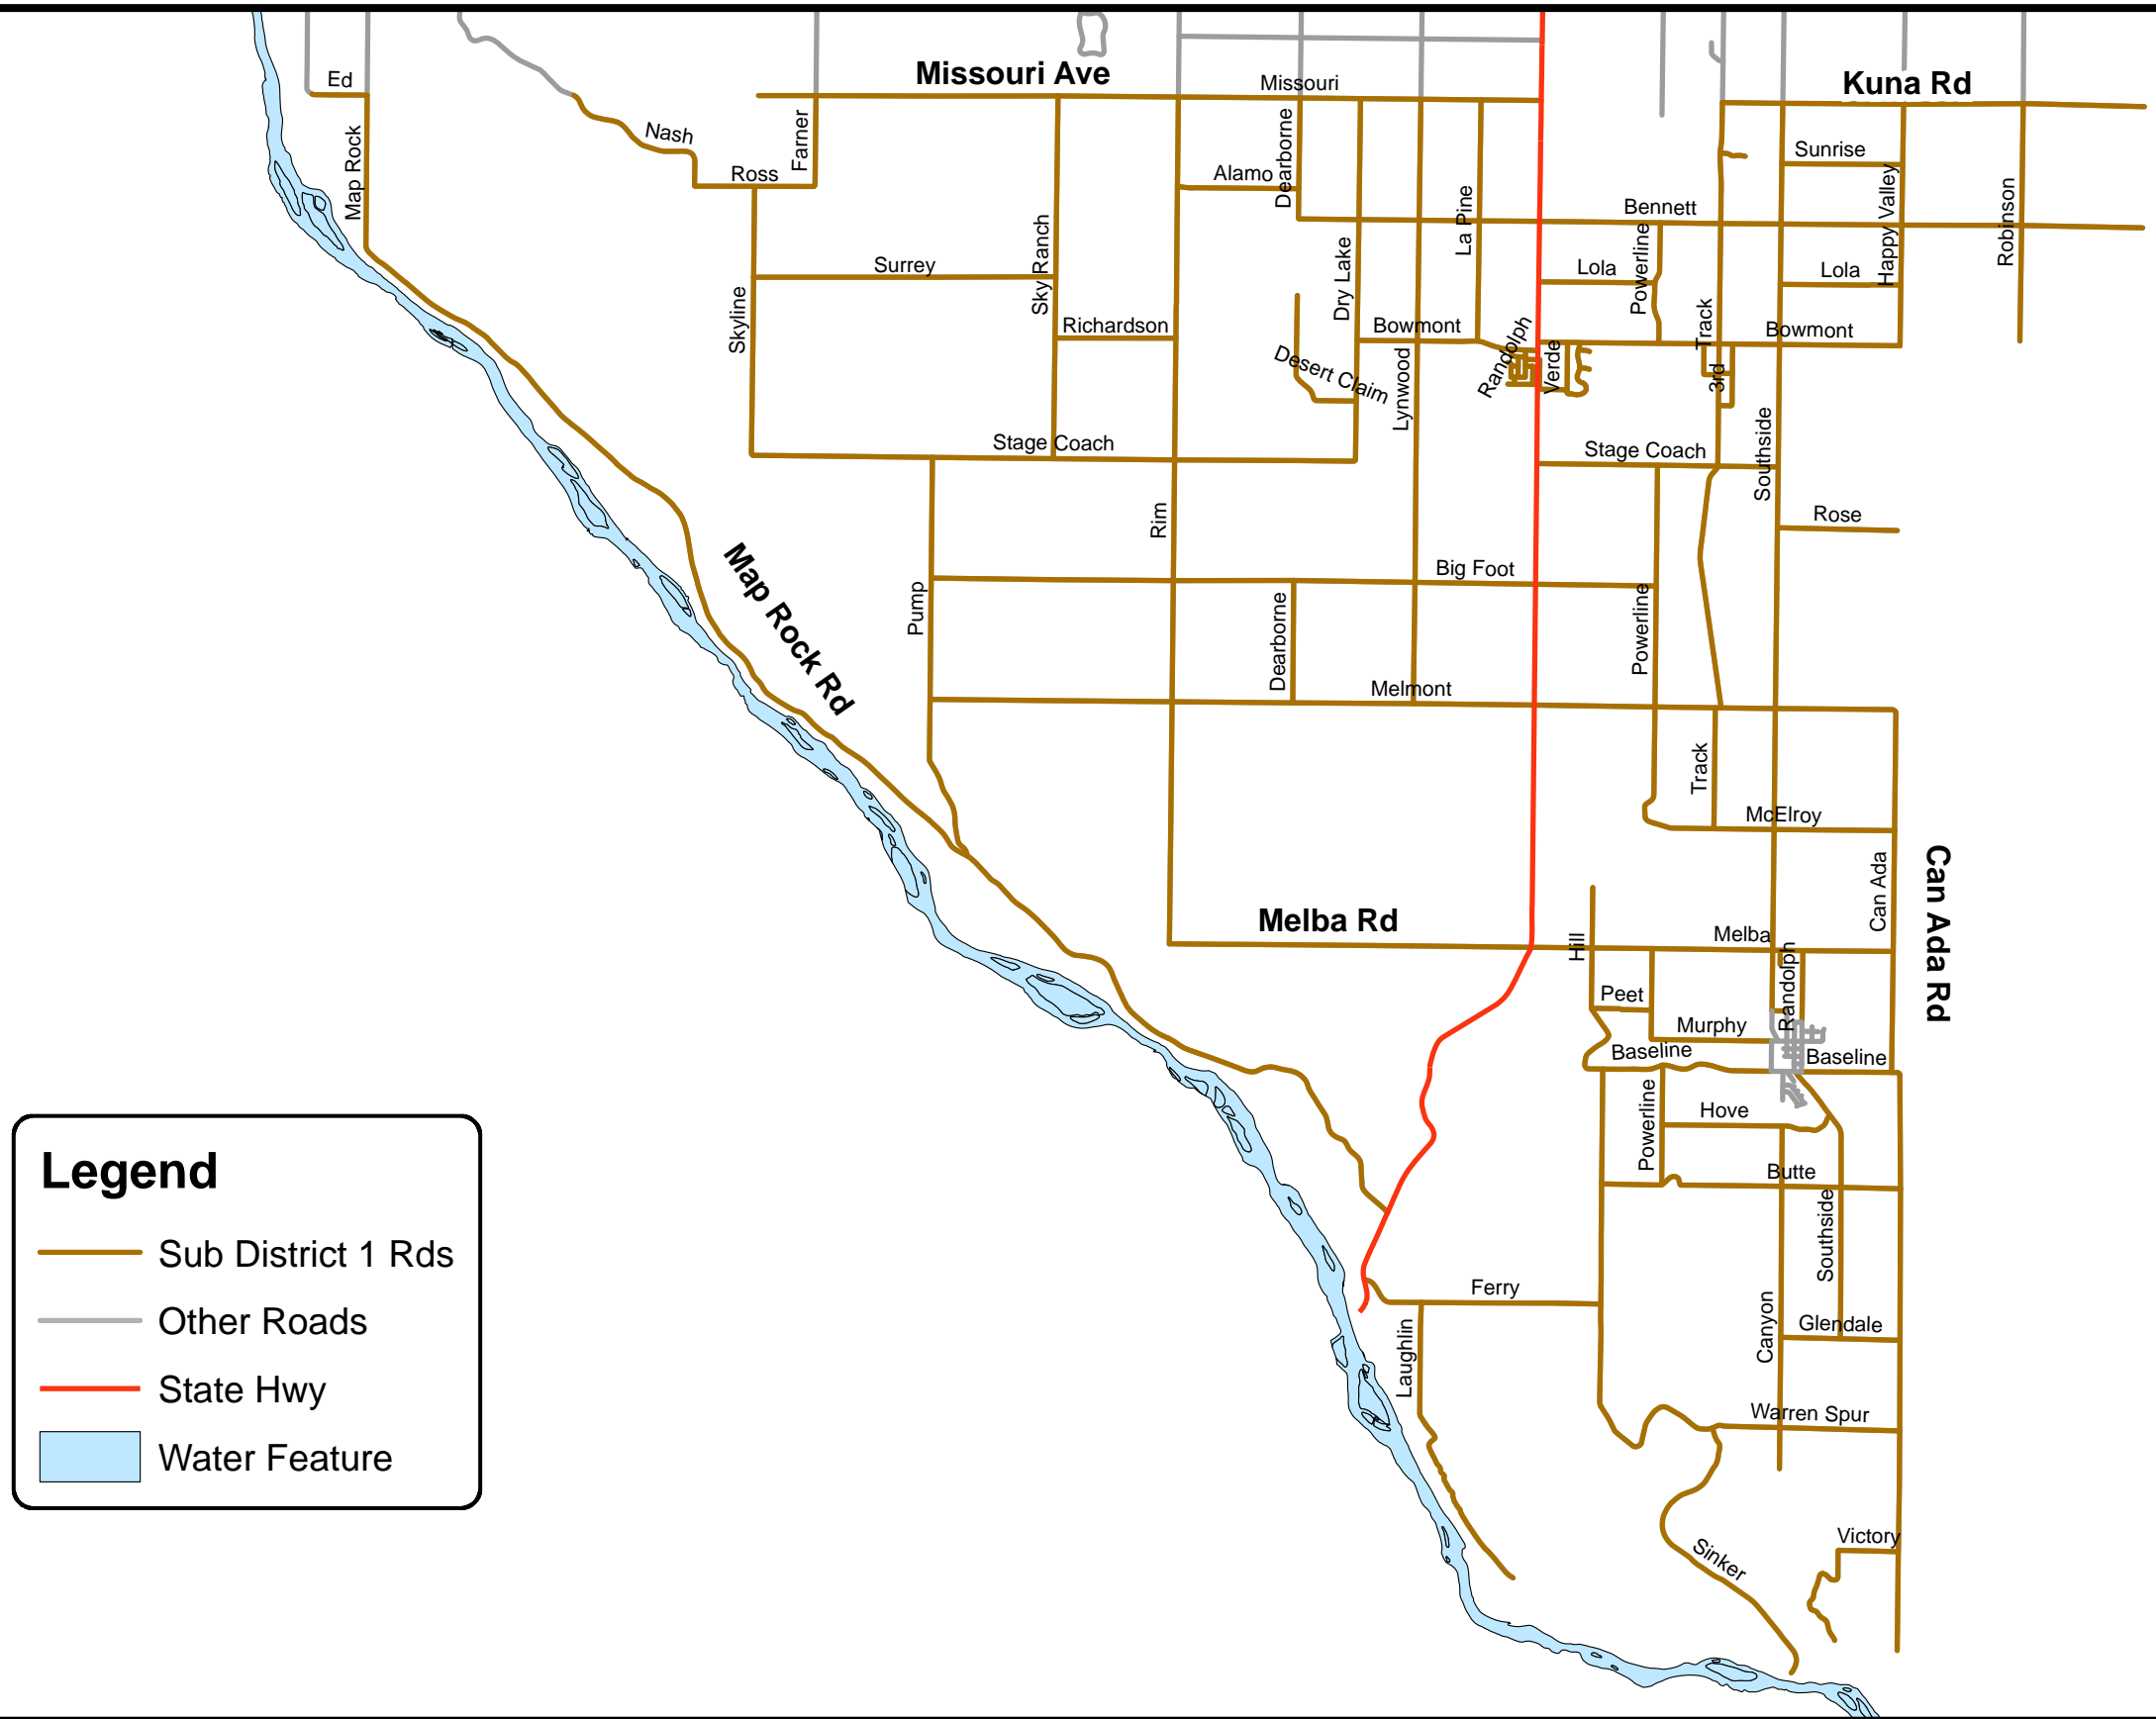 Missouri Ave
Missouri
Kuna Rd
Ed
Map Rock
Nash
Ross
Farner
Dearborne
Alamo
Sunrise
Happy Valley
Robinson
Bennett
La Pine
Powerline
Surrey
Sky Ranch
Skyline
Dry Lake
Lola
Lola
Richardson
Bowmont
Randolph
Verde
Track
Bowmont
3rd
Desert Claim
Lynwood
Stage Coach
Stage Coach
Southside
Rim
Rose
Map Rock Rd
Pump
Big Foot
Dearborne
Powerline
Melmont
Track
McElroy
Can Ada
Can Ada Rd
Melba Rd
Melba
Hill
Randolph
Peet
Murphy
Baseline
Baseline
Powerline
Hove
Butte
Southside
Ferry
Laughlin
Canyon
Glendale
Warren Spur
Sinker
Victory
Legend
Sub District 1 Rds
Other Roads
State Hwy
Water Feature